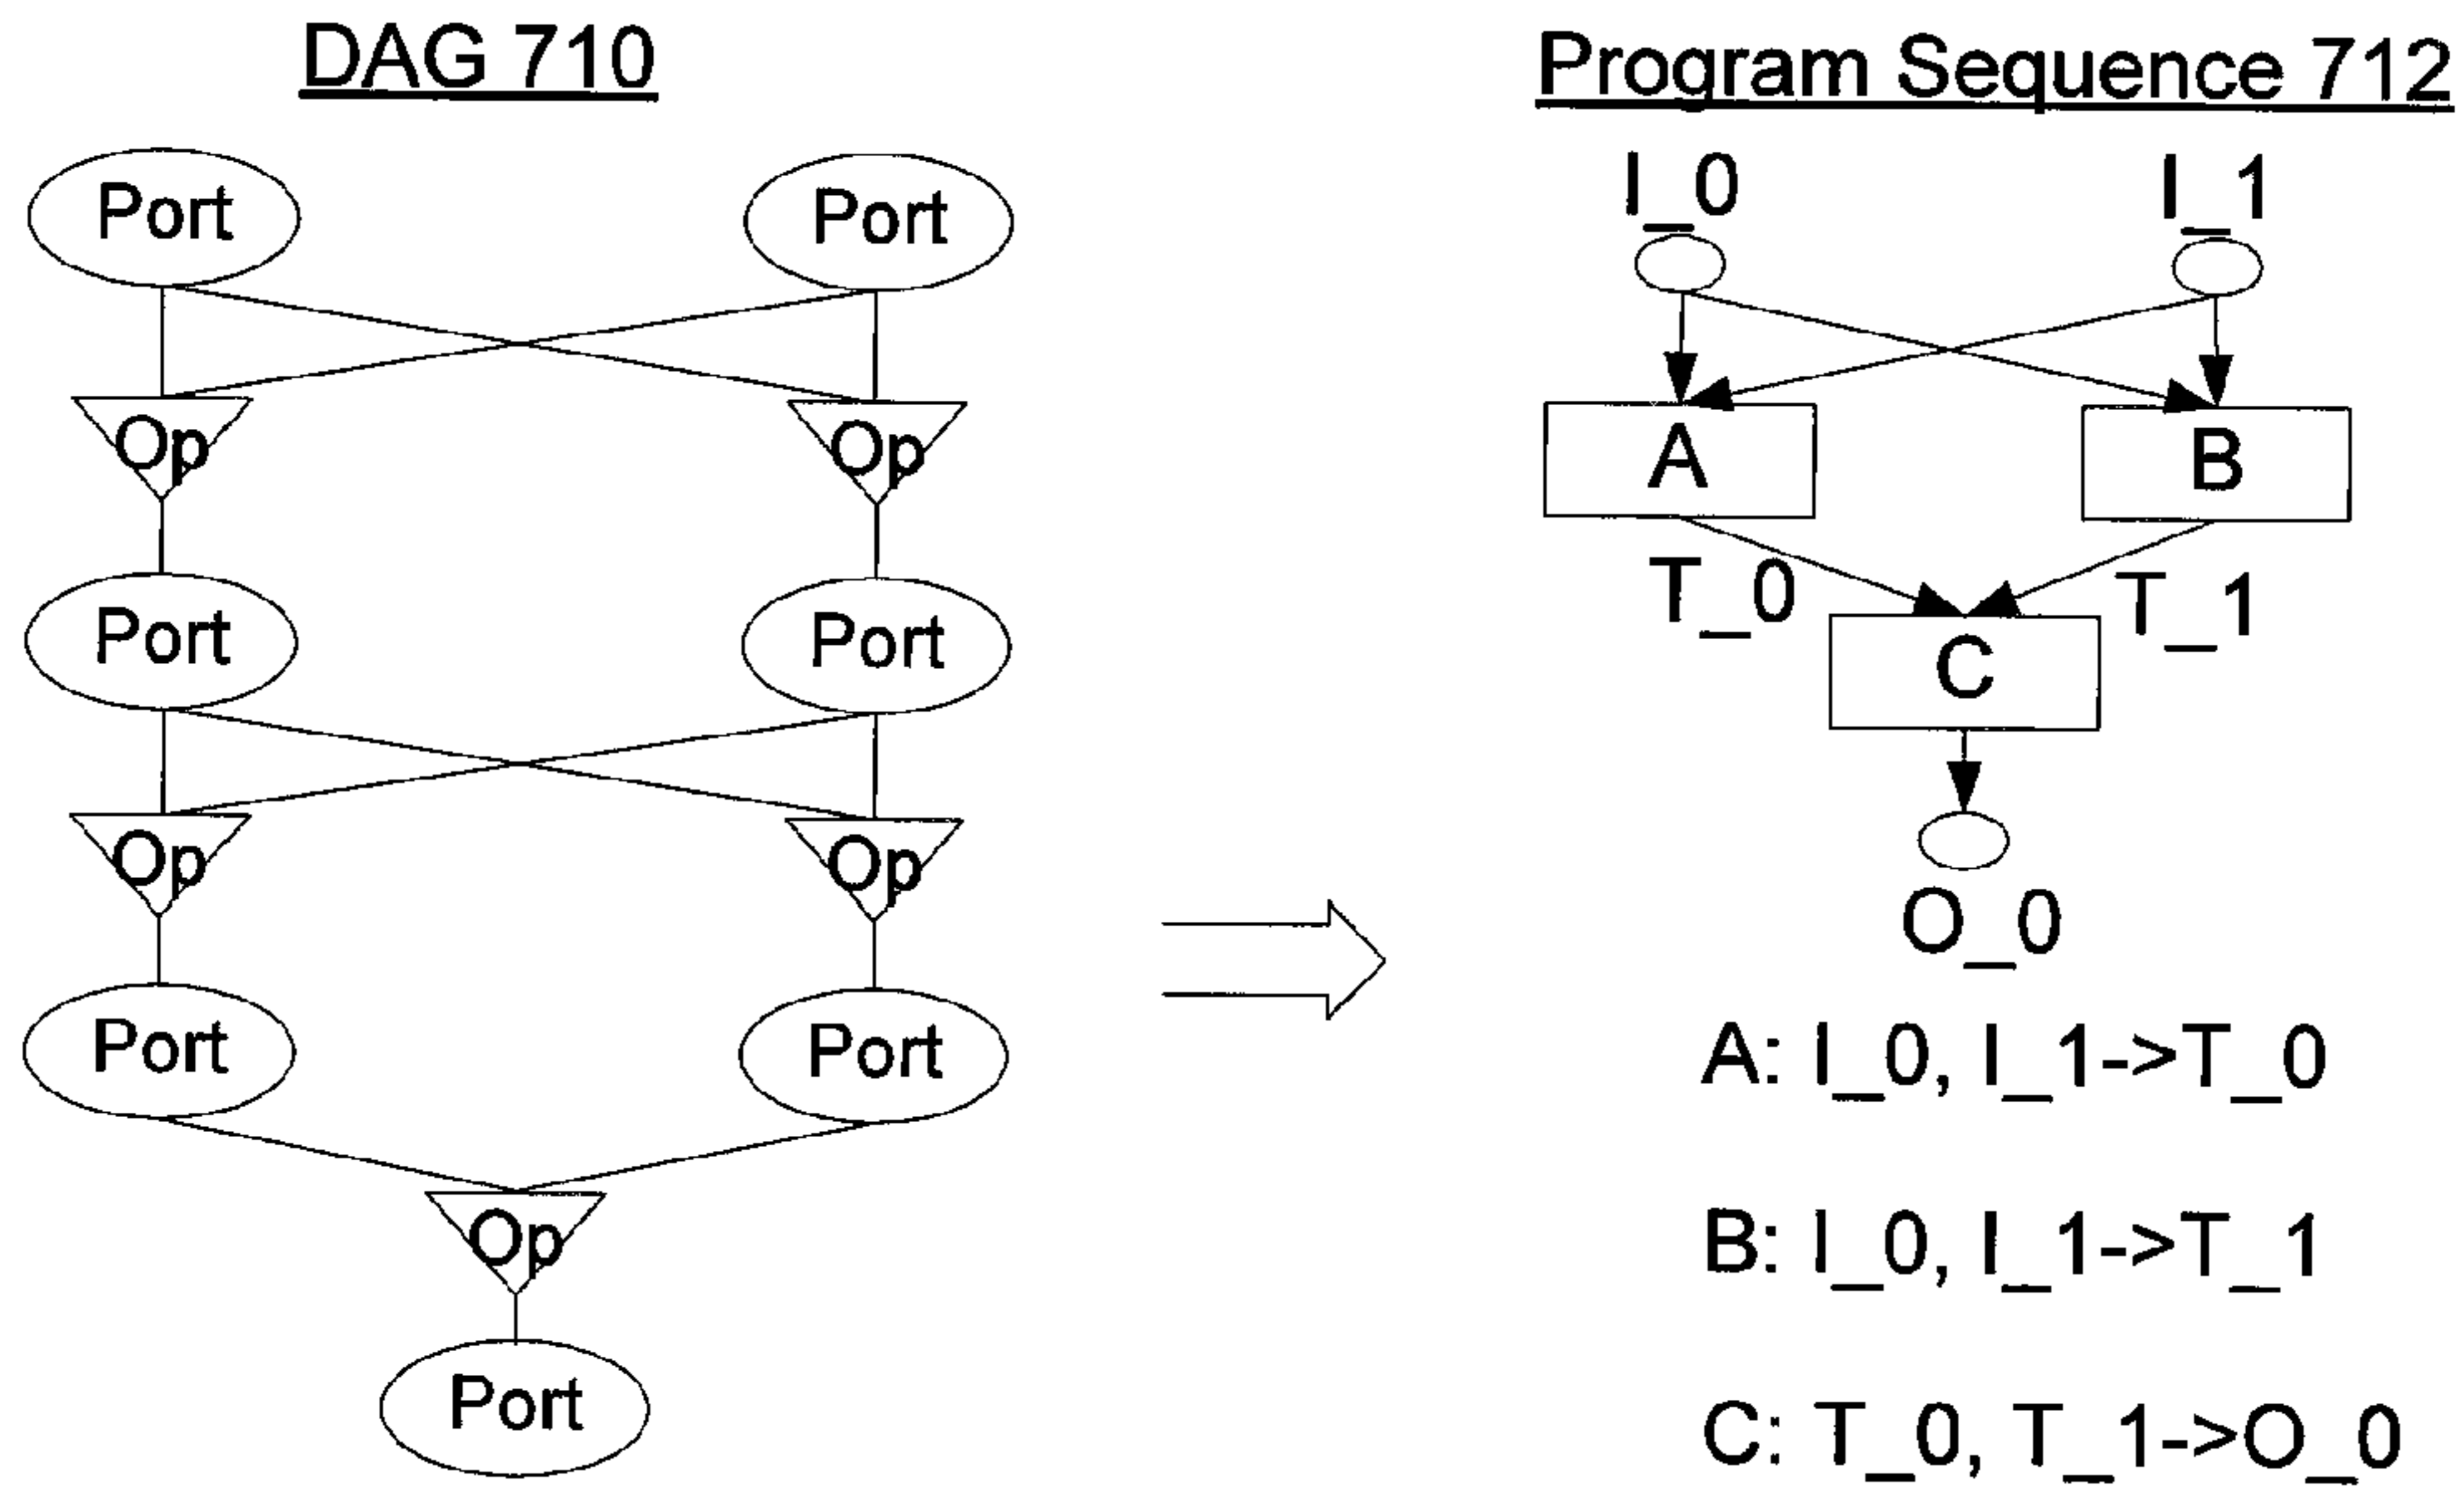 DAG 710
Program Sequence 712
Port
Port
Op
Op
Port
Port
Op
Op
Port
Port
Op
Port
I_0
I_1
A
B
T_0
T_1
C
O_0
A: I_0, I_1->T_0
B: I_0, I_1->T_1
C: T_0, T_1->O_0